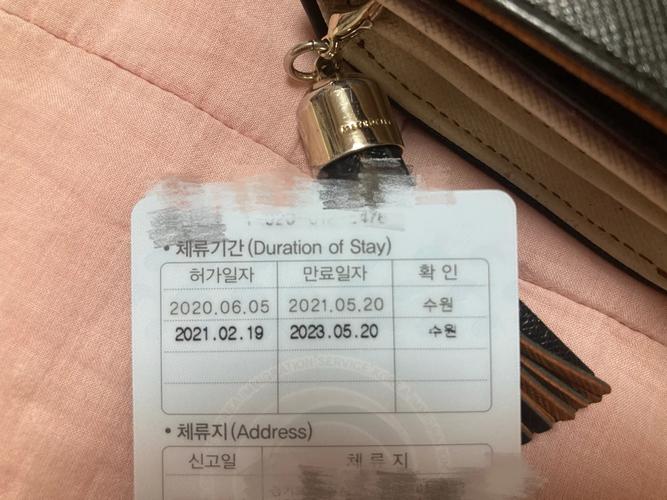 • 체류기간 (Duration of Stay)
허가일자 만료일자 확 인
2020.06.05 2021.05.20 수원
2021.02.19 2023.05.20 수원
• 체류지 (Address)
신고일 체 류 지